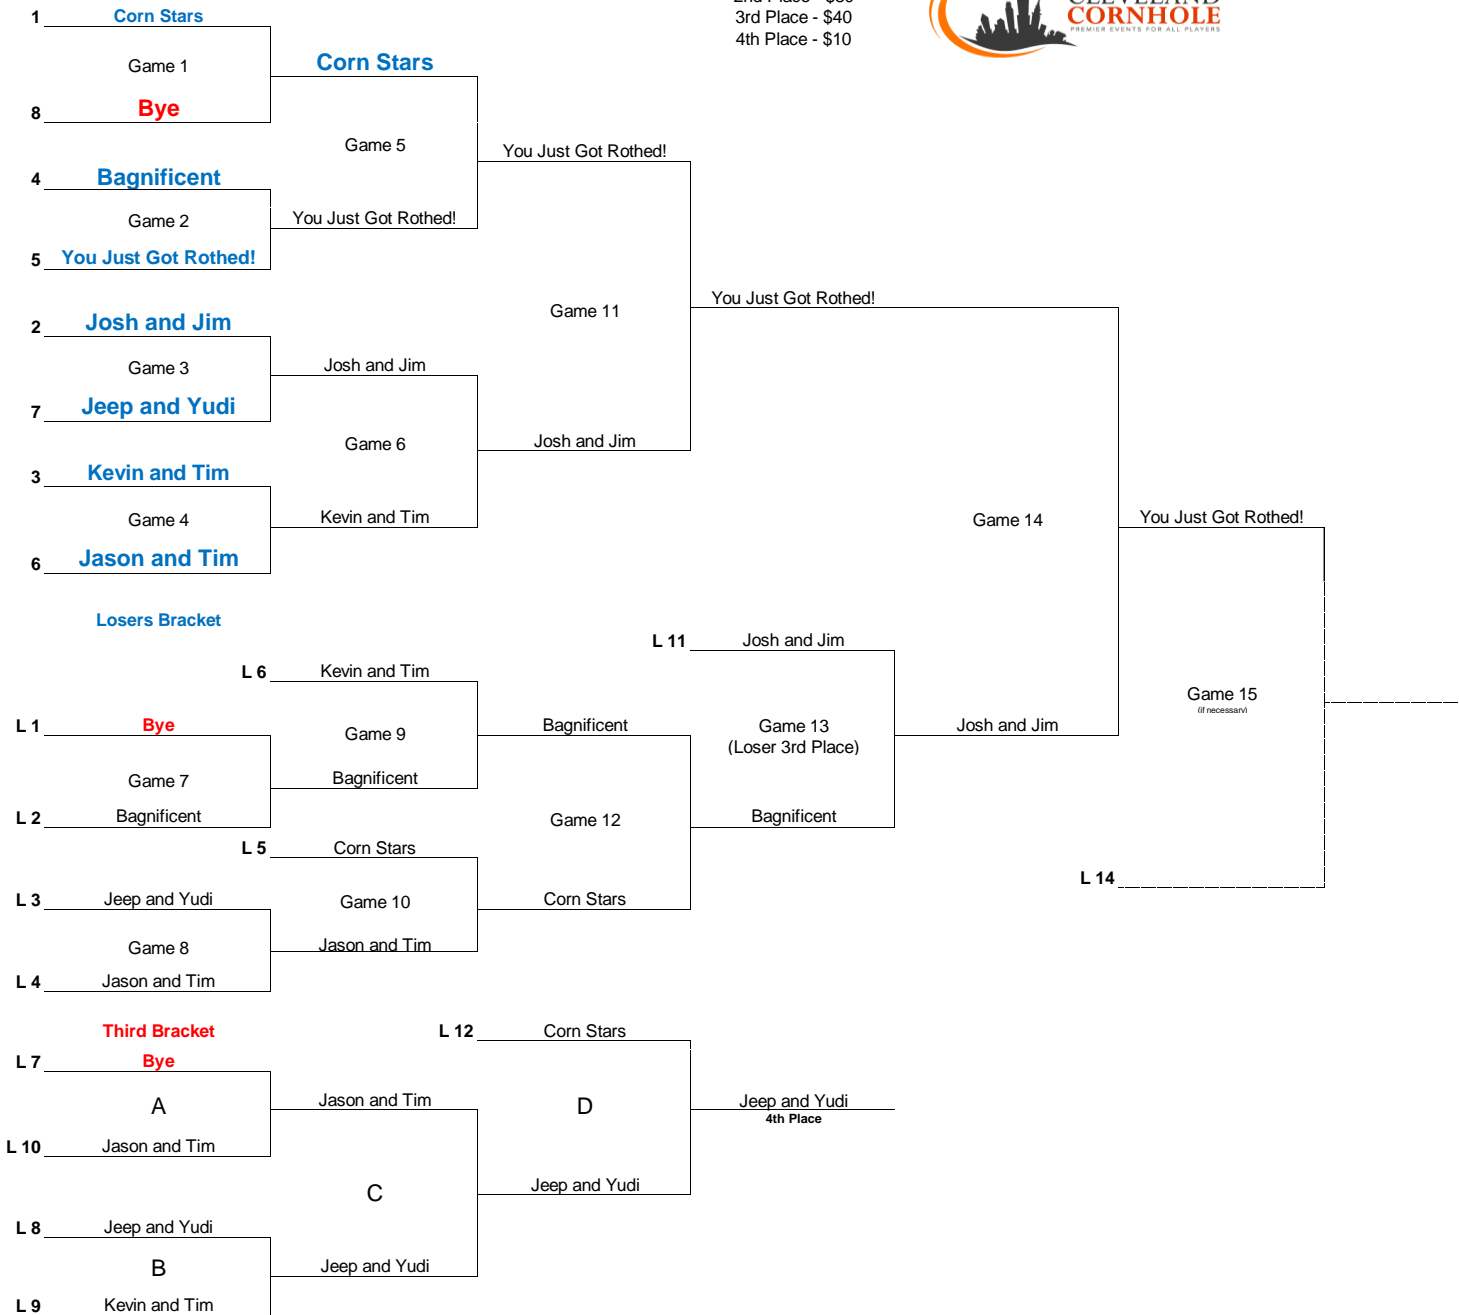 1 Corn Stars
2nd Place - $80
3rd Place - $40
4th Place - $10
CLEVELAND
CORNHOLE
PREMIER EVENTS FOR ALL PLAYERS
Game 1
Corn Stars
8 Bye
Game 5
You Just Got Rothed!
4 Bagnificent
Game 2
You Just Got Rothed!
5 You Just Got Rothed!
Game 11
You Just Got Rothed!
2 Josh and Jim
Game 3
Josh and Jim
7 Jeep and Yudi
Game 6
Josh and Jim
3 Kevin and Tim
Game 4
Kevin and Tim
Game 14
You Just Got Rothed!
6 Jason and Tim
Losers Bracket
L 11 Josh and Jim
L 6 Kevin and Tim
Game 15
(if necessary)
L 1 Bye
Game 9
Bagnificent
Game 13
(Loser 3rd Place)
Josh and Jim
Game 7
Bagnificent
L 2 Bagnificent
Game 12
Bagnificent
L 5 Corn Stars
L 14
L 3 Jeep and Yudi
Game 10
Corn Stars
Game 8
Jason and Tim
L 4 Jason and Tim
Third Bracket
L 12 Corn Stars
L 7 Bye
A
Jason and Tim
D
Jeep and Yudi
4th Place
L 10 Jason and Tim
C
Jeep and Yudi
L 8 Jeep and Yudi
B
Jeep and Yudi
L 9 Kevin and Tim